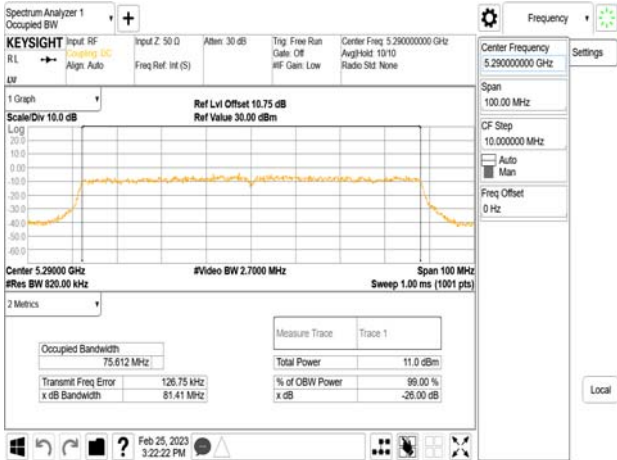 Spectrum Analyzer 1
Occupied BW
+
Frequency
KEYSIGHT
RL
LXI
Input: RF
Coupling: DC
Align: Auto
Input Z: 50 Ω
Freq Ref: Int (S)
Atten: 30 dB
Trig: Free Run
Gate: Off
#IF Gain: Low
Center Freq: 5.290000000 GHz
Avg|Hold: 10/10
Radio Std: None
Center Frequency
5.290000000 GHz
Settings
Span
100.00 MHz
CF Step
10.000000 MHz
Auto
Man
Freq Offset
0 Hz
Local
1 Graph
Scale/Div 10.0 dB
Ref Lvl Offset 10.75 dB
Ref Value 30.00 dBm
Log
20.0
10.0
0.00
-10.0
-20.0
-30.0
-40.0
-50.0
-60.0
Center 5.29000 GHz
#Video BW 2.7000 MHz
Span 100 MHz
#Res BW 820.00 kHz
Sweep 1.00 ms (1001 pts)
2 Metrics
Measure Trace
Trace 1
Occupied Bandwidth
75.612 MHz
Total Power
11.0 dBm
Transmit Freq Error
126.75 kHz
% of OBW Power
99.00 %
x dB Bandwidth
81.41 MHz
x dB
-26.00 dB
?
Feb 25, 2023
3:22:22 PM